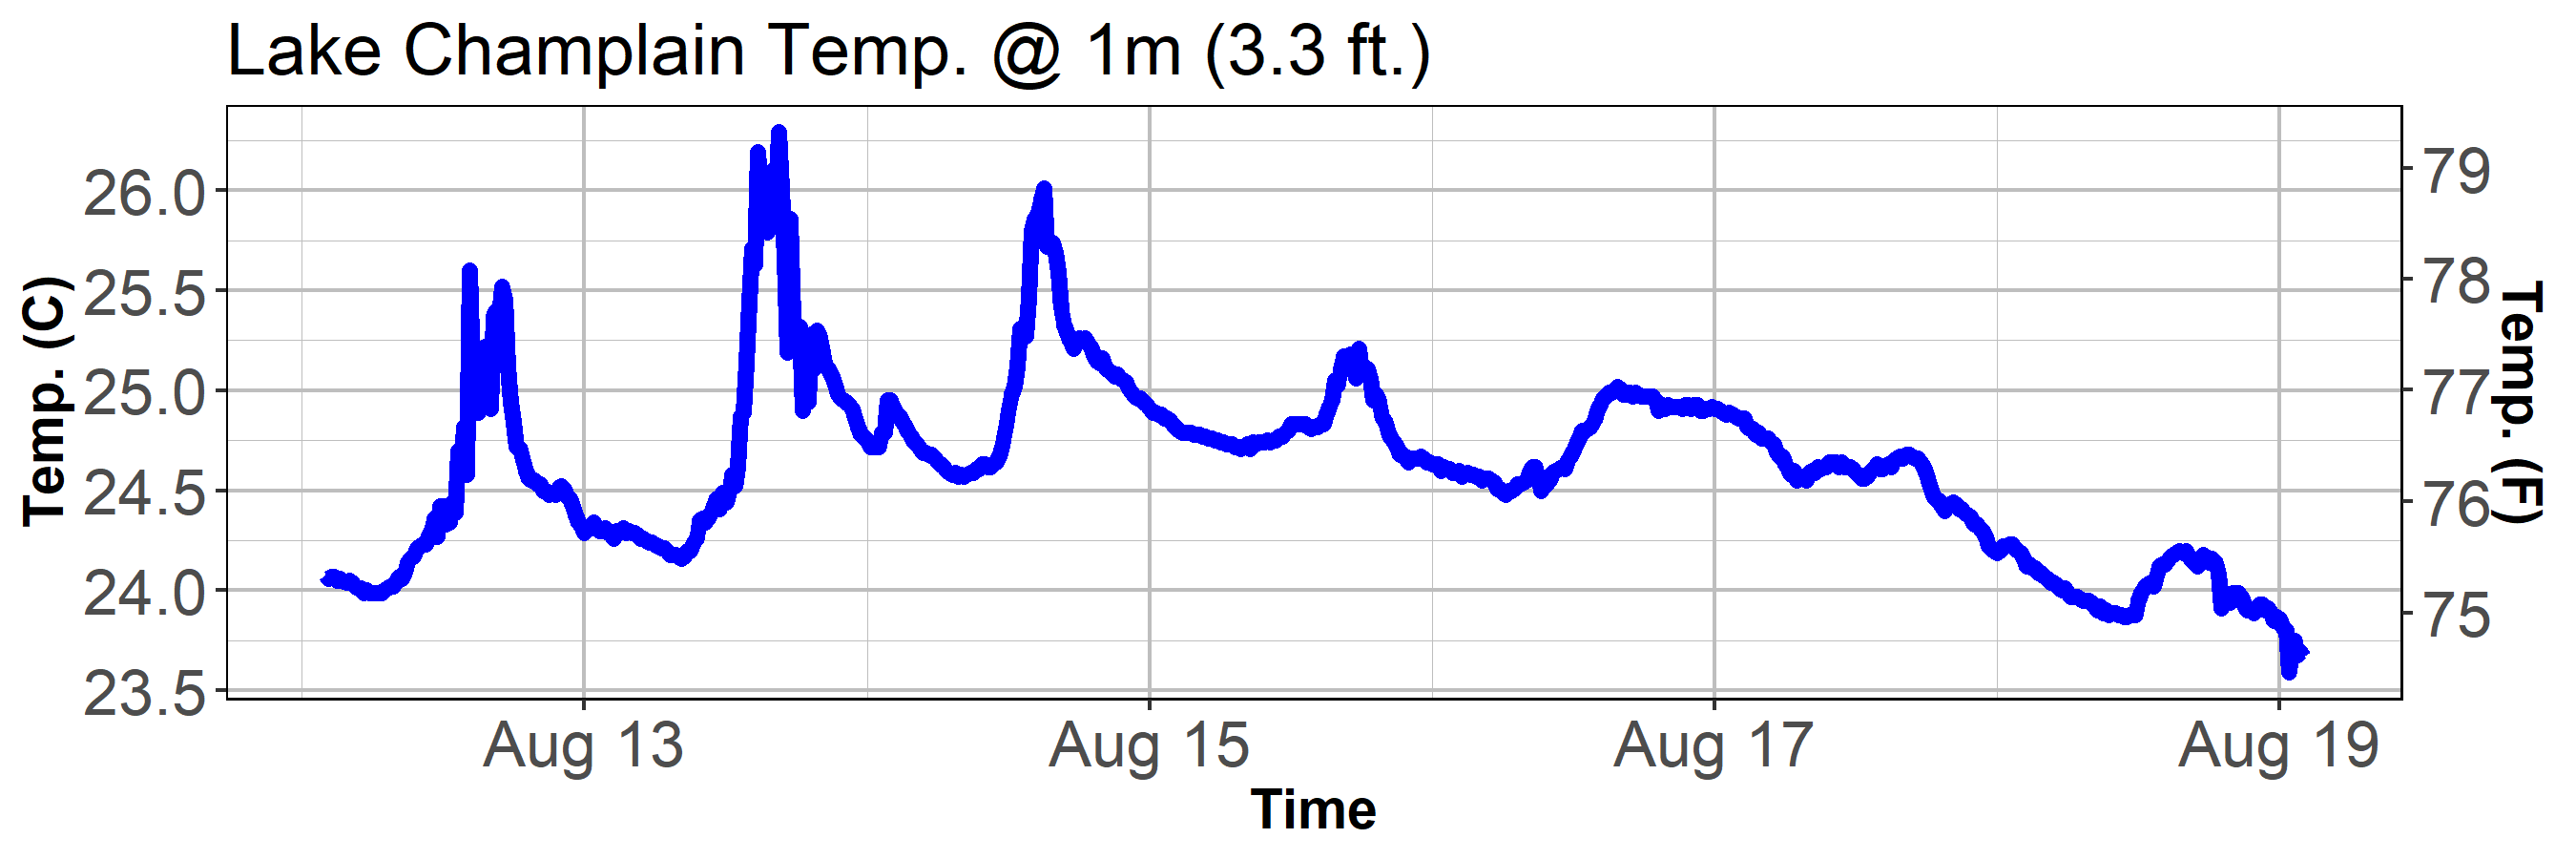 Lake Champlain Temp. @ 1m (3.3 ft.)
Temp. (C)
26.0
25.5
25.0
24.5
24.0
23.5
79
78
77
76
75
Temp. (F)
Aug 13
Aug 15
Aug 17
Aug 19
Time